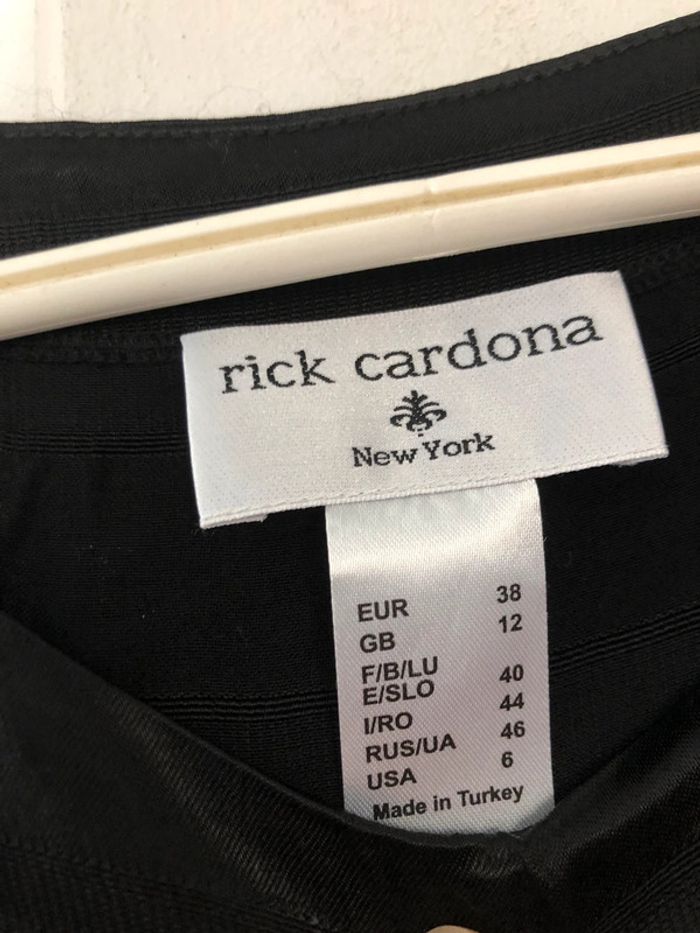 rick cardona
New York
EUR 38
GB 12
F/B/LU
E/SLO 40
I/RO 44
RUS/UA 46
USA 6
Made in Turkey